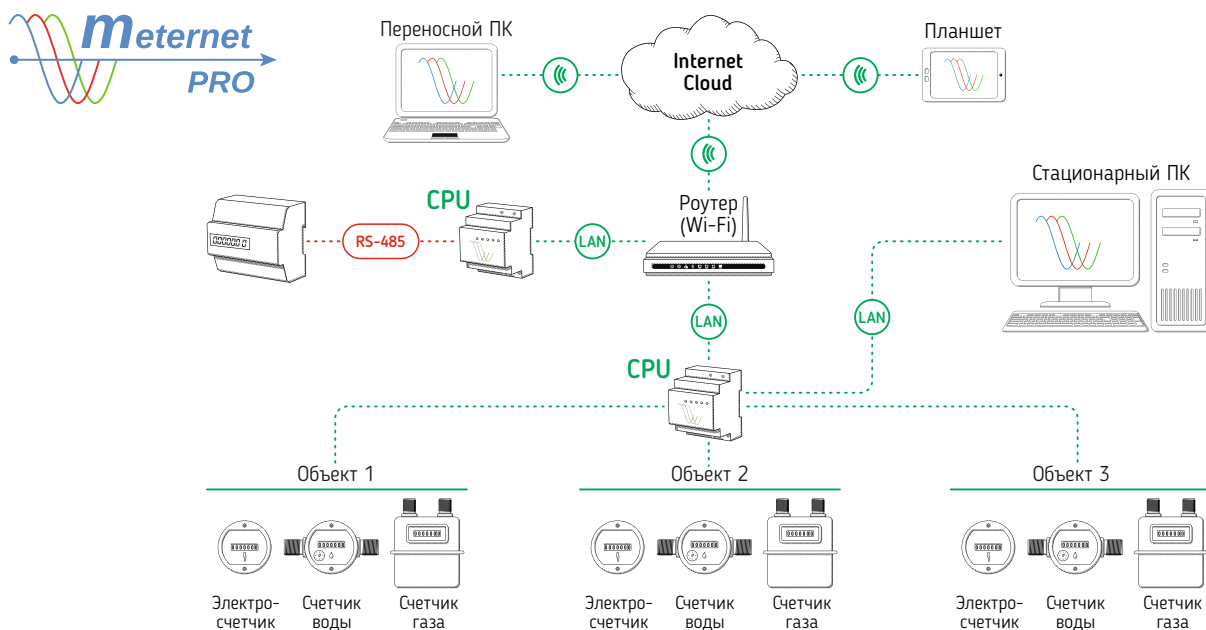 meternet
PRO
Переносной ПК
Internet
Cloud
Планшет
Стационарный ПК
CPU
Роутер
(Wi-Fi)
RS-485
LAN
LAN
LAN
CPU
Объект 1
Объект 2
Объект 3
Электро-
счетчик
Счетчик
воды
Счетчик
газа
Электро-
счетчик
Счетчик
воды
Счетчик
газа
Электро-
счетчик
Счетчик
воды
Счетчик
газа